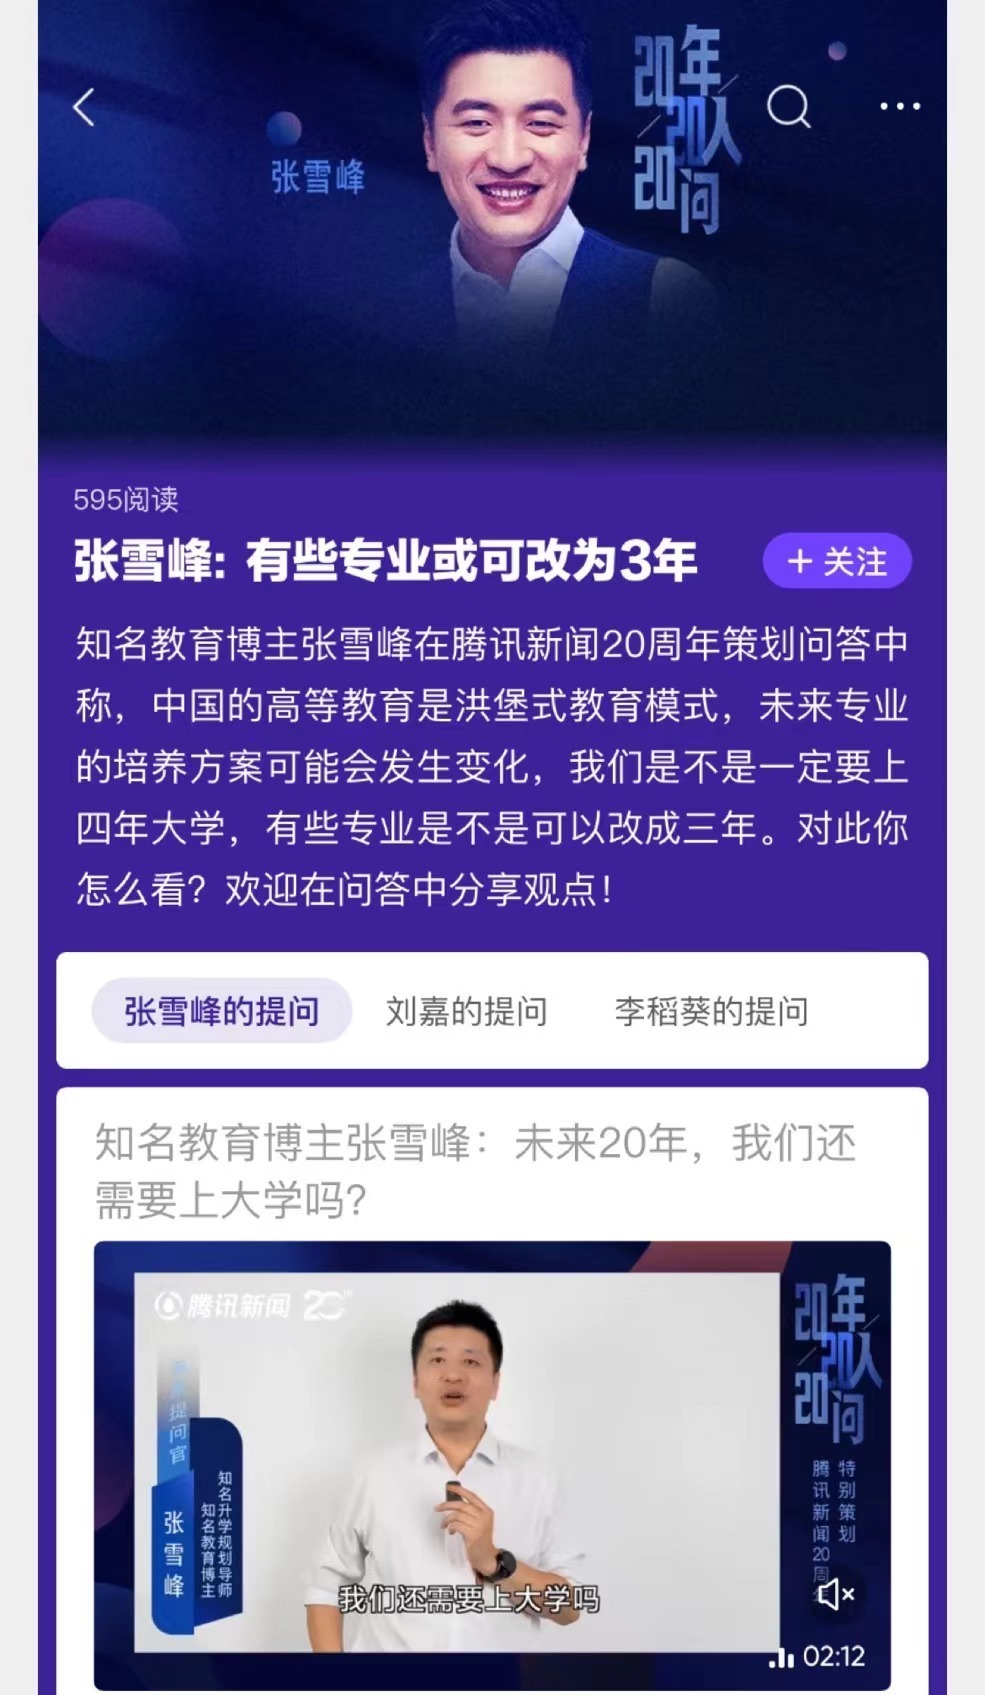 张雪峰
20年
20人
20问
595阅读
张雪峰：有些专业或可改为3年
+ 关注
知名教育博主张雪峰在腾讯新闻20周年策划问答中
称，中国的高等教育是洪堡式教育模式，未来专业
的培养方案可能会发生变化，我们是不是一定要上
四年大学，有些专业是不是可以改成三年。对此你
怎么看？欢迎在问答中分享观点！
张雪峰的提问
刘嘉的提问
李稻葵的提问
知名教育博主张雪峰：未来20年，我们还
需要上大学吗？
腾讯新闻 20
提问官
张雪峰
知名升学规划导师
知名教育博主
我们还需要上大学吗
20年
20人
20问
特别策划
腾讯新闻20周年
02:12